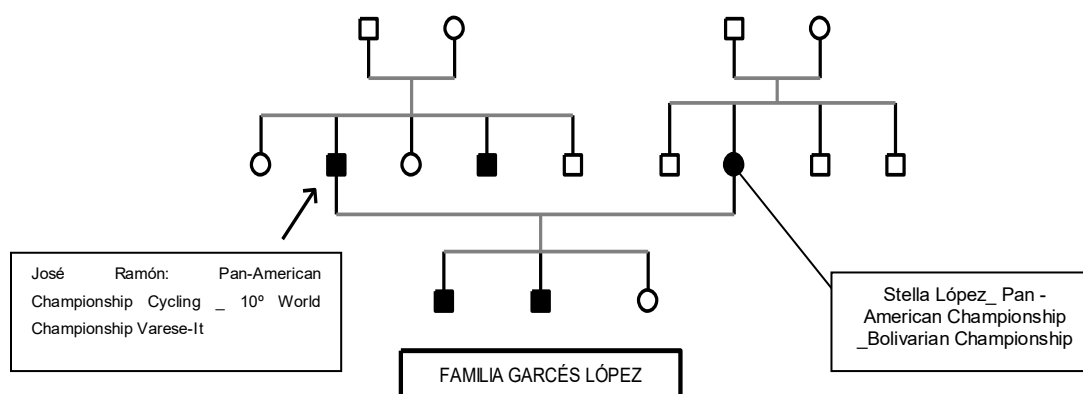 José Ramón: Pan-American
Championship Cycling _ 10º World
Championship Varese-It
Stella López_ Pan -
American Championship
_Bolivarian Championship
FAMILIA GARCÉS LÓPEZ